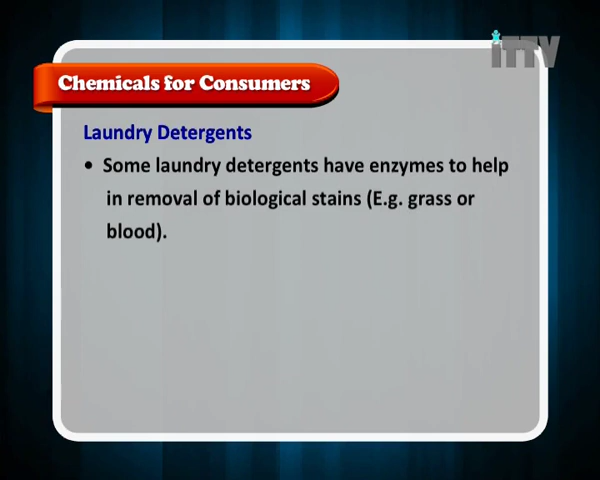 iTTV
Chemicals for Consumers
Laundry Detergents
• Some laundry detergents have enzymes to help
in removal of biological stains (E.g. grass or
blood).